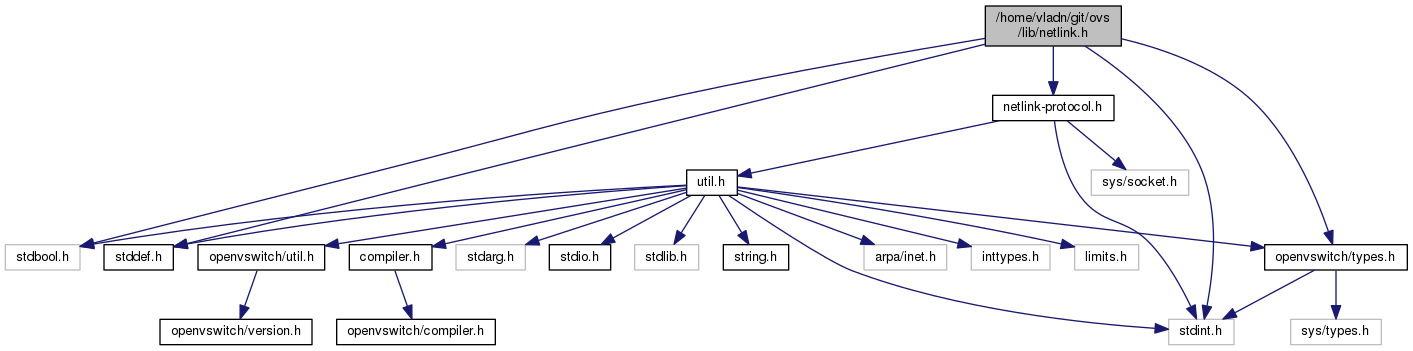 /home/vladn/git/ovs
/lib/netlink.h
netlink-protocol.h
util.h
sys/socket.h
stdbool.h
stddef.h
openvswitch/util.h
compiler.h
stdarg.h
stdio.h
stdlib.h
string.h
arpa/inet.h
inttypes.h
limits.h
openvswitch/types.h
openvswitch/version.h
openvswitch/compiler.h
stdint.h
sys/types.h